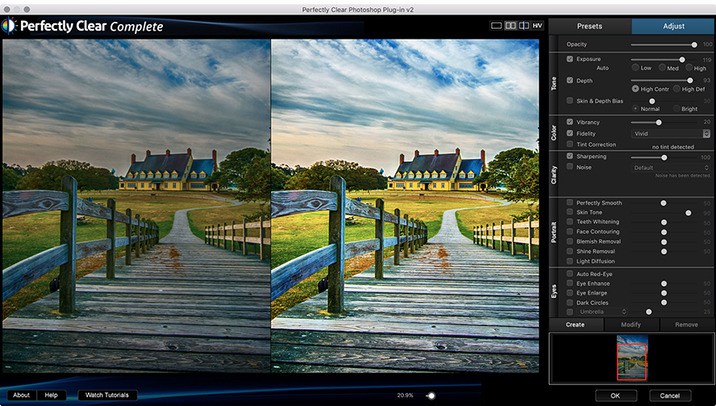 Perfectly Clear Photoshop Plug-in v2
Perfectly Clear Complete
H/V
Presets Adjust
Opacity 100
Tone
Exposure 119
Auto Low Med High
Depth 93
High Contr High Def
Skin & Depth Bias
Normal Bright
Color
Vibrancy 20
Fidelity Vivid
Tint Correction no tint detected
Clarity
Sharpening 100
Noise Default
Noise has been detected.
Portrait
Perfectly Smooth 50
Skin Tone
Teeth Whitening 50
Face Contouring 50
Blemish Removal 50
Shine Removal 50
Light Diffusion
Eyes
Auto Red-Eye
Eye Enhance 50
Eye Enlarge 50
Dark Circles 50
Umbrella 25
Create Modify Remove
About Help Watch Tutorials 20.9% OK Cancel